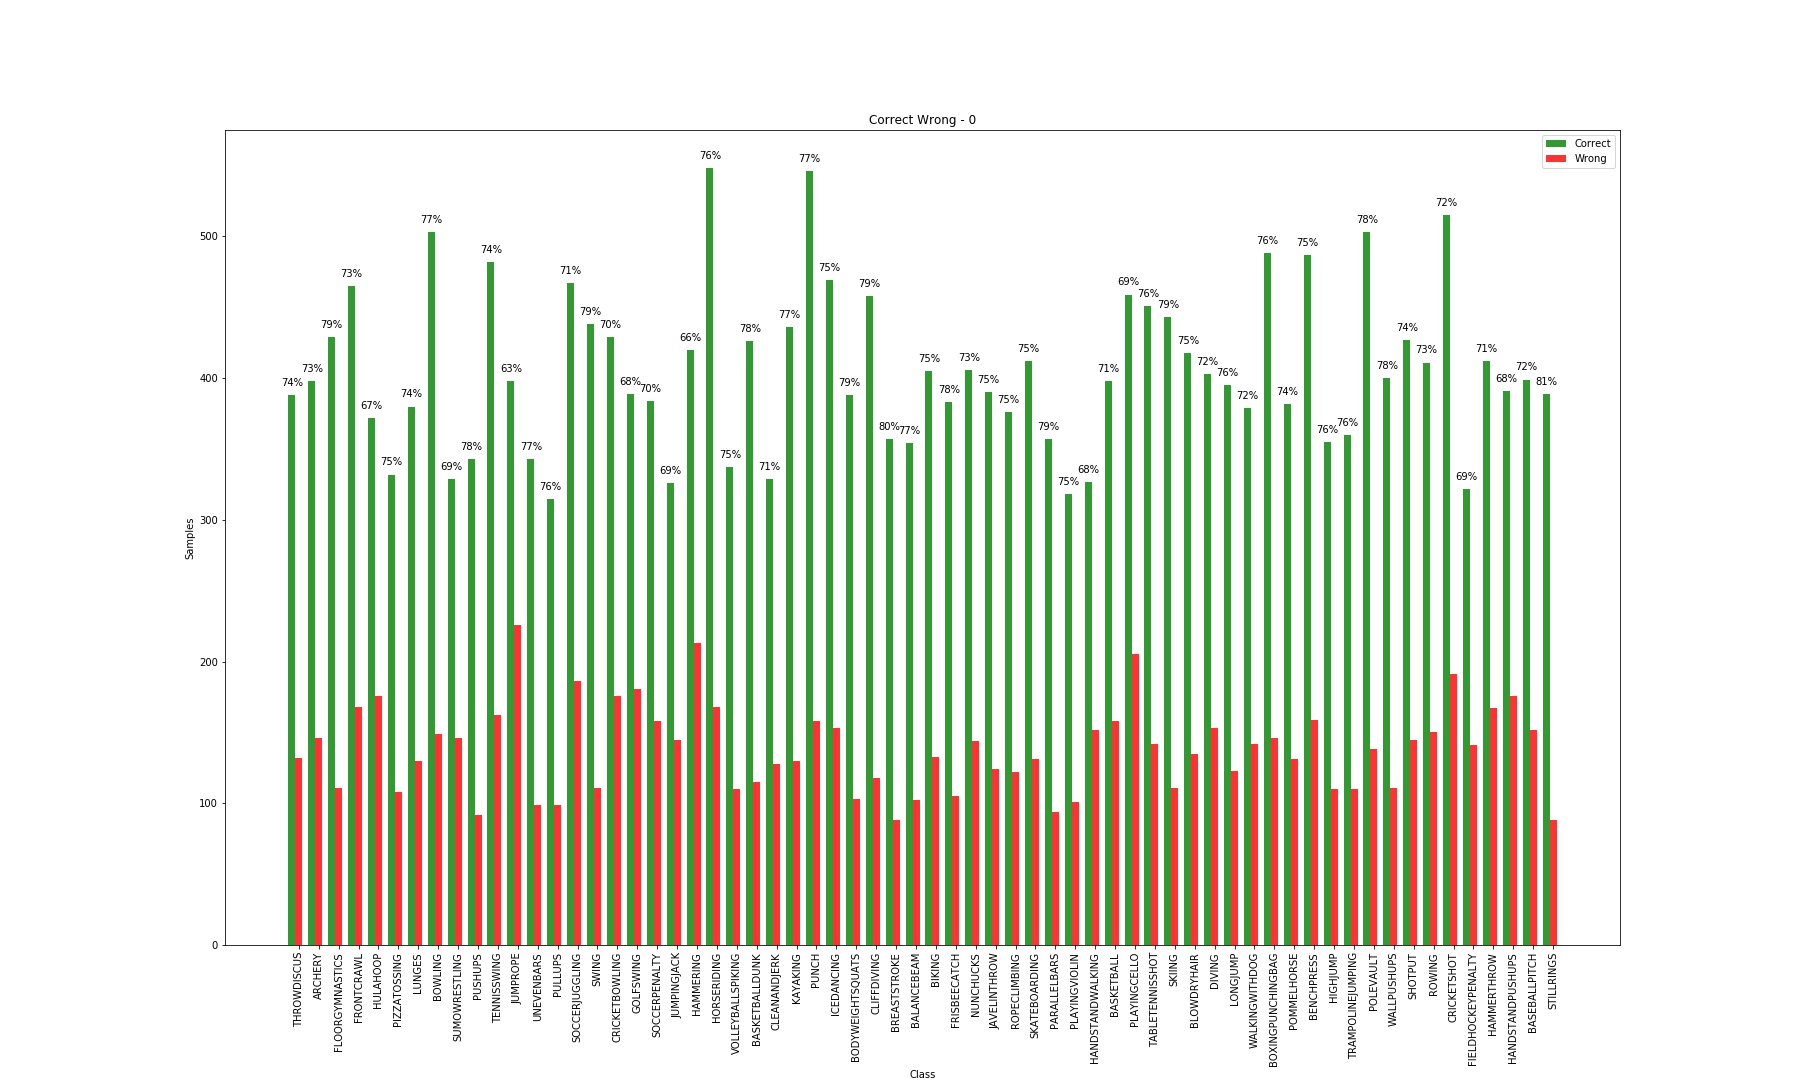 Correct Wrong - 0
Correct
Wrong
Samples
500
400
300
200
100
0
74%
73%
79%
73%
67%
75%
74%
77%
69%
78%
74%
63%
77%
76%
71%
79%
70%
68%
70%
69%
66%
76%
75%
78%
71%
77%
77%
75%
79%
79%
80%
77%
75%
78%
73%
75%
75%
75%
79%
75%
68%
71%
69%
76%
79%
75%
72%
76%
72%
76%
74%
75%
76%
76%
78%
78%
74%
73%
72%
69%
71%
68%
72%
81%
THROWDISCUS
ARCHERY
FLOORGYMNASTICS
FRONTCRAWL
HULAHOOP
PIZZATOSSING
LUNGES
BOWLING
SUMOWRESTLING
PUSHUPS
TENNISSWING
JUMPROPE
UNEVENBARS
PULLUPS
SOCCERJUGGLING
SWING
CRICKETBOWLING
GOLFSWING
SOCCERPENALTY
JUMPINGJACK
HAMMERING
HORSERIDING
VOLLEYBALLSPIKING
BASKETBALLDUNK
CLEANANDJERK
KAYAKING
PUNCH
ICEDANCING
BODYWEIGHTSQUATS
CLIFFDIVING
BREASTSTROKE
BALANCEBEAM
BIKING
FRISBEECATCH
NUNCHUCKS
JAVELINTHROW
ROPECLIMBING
SKATEBOARDING
PARALLELBARS
PLAYINGVIOLIN
HANDSTANDWALKING
BASKETBALL
PLAYINGCELLO
TABLETENNISSHOT
SKIING
BLOWDRYHAIR
DIVING
LONGJUMP
WALKINGWITHDOG
BOXINGPUNCHINGBAG
POMMELHORSE
BENCHPRESS
HIGHJUMP
TRAMPOLINEJUMPING
POLEVAULT
WALLPUSHUPS
SHOTPUT
ROWING
CRICKETSHOT
FIELDHOCKEYPENALTY
HAMMERTHROW
HANDSTANDPUSHUPS
BASEBALLPITCH
STILLRINGS
Class